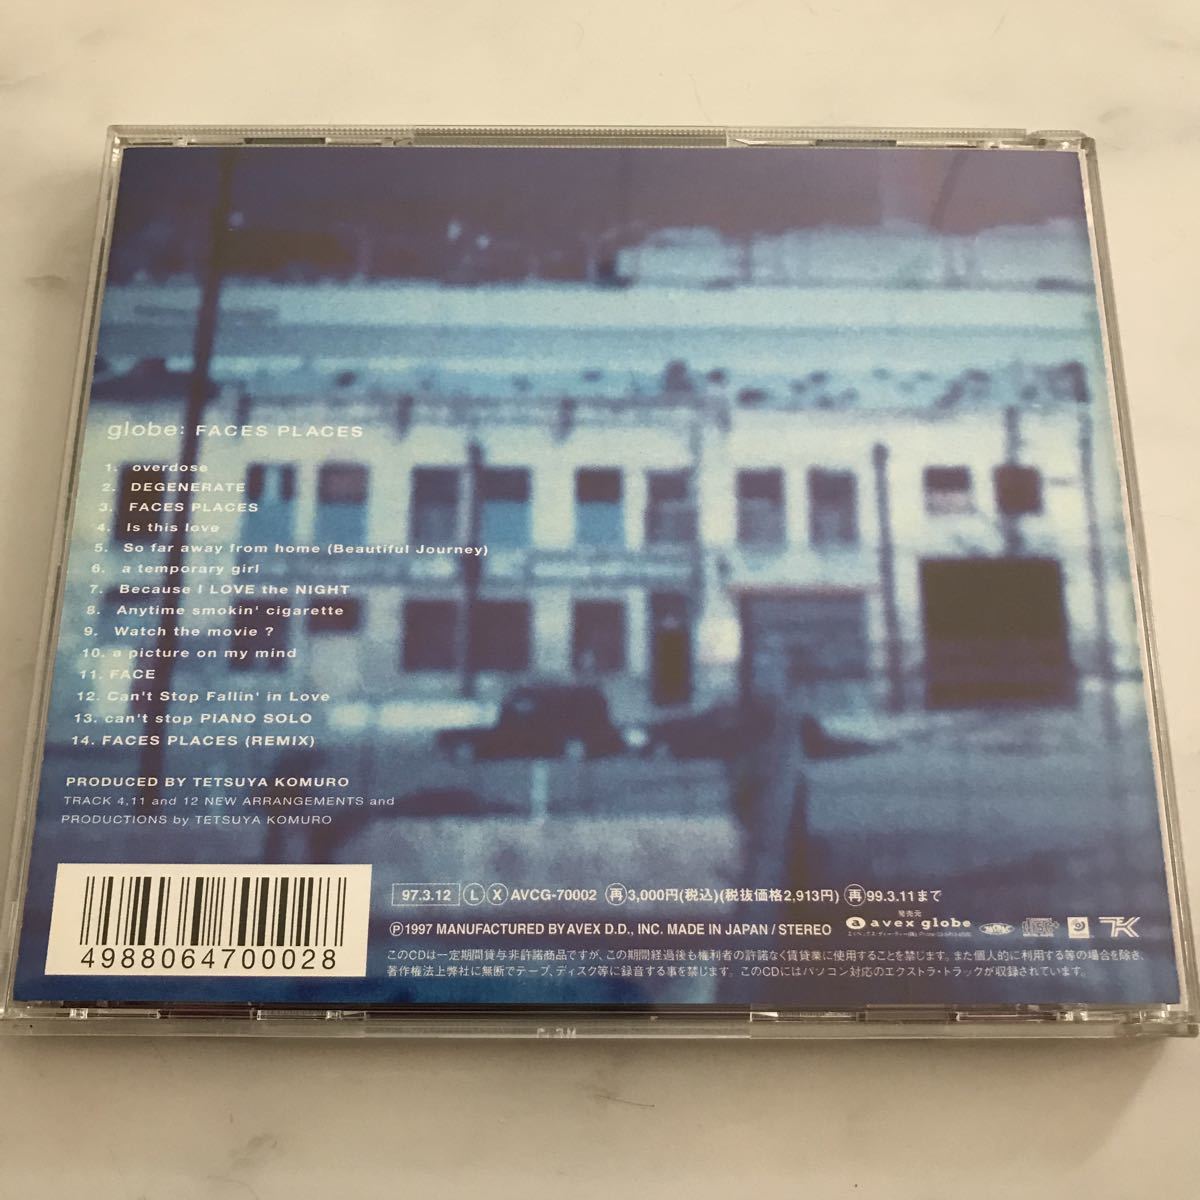 globe: FACES PLACES
1. overdose
2. DEGENERATE
3. FACES PLACES
4. Is this love
5. So far away from home (Beautiful Journey)
6. a temporary girl
7. Because I LOVE the NIGHT
8. Anytime smokin' cigarette
9. Watch the movie ?
10. a picture on my mind
11. FACE
12. Can't Stop Fallin' in Love
13. can't stop PIANO SOLO
14. FACES PLACES (REMIX)
PRODUCED BY TETSUYA KOMURO
TRACK 4,11 and 12 NEW ARRANGEMENTS and
PRODUCTIONS by TETSUYA KOMURO
4988064700028
97.3.12 Ⓛ Ⓧ AVCG-70002 ㊢3,000円(税込)(税抜価格2,913円) ㊢99.3.11まで
Ⓟ1997 MANUFACTURED BY AVEX D.D., INC. MADE IN JAPAN / STEREO
発売元
a avex globe
TK
このCDは一定期間貸与非許諾商品ですが、この期間経過後も権利者の許諾なく賃貸業に使用することを禁じます。また個人的に利用する等の場合を除き、
著作権法上弊社に無断でテープ、ディスク等に録音する事を禁じます。このCDにはパソコン対応のエクストラ・トラックが収録されています。